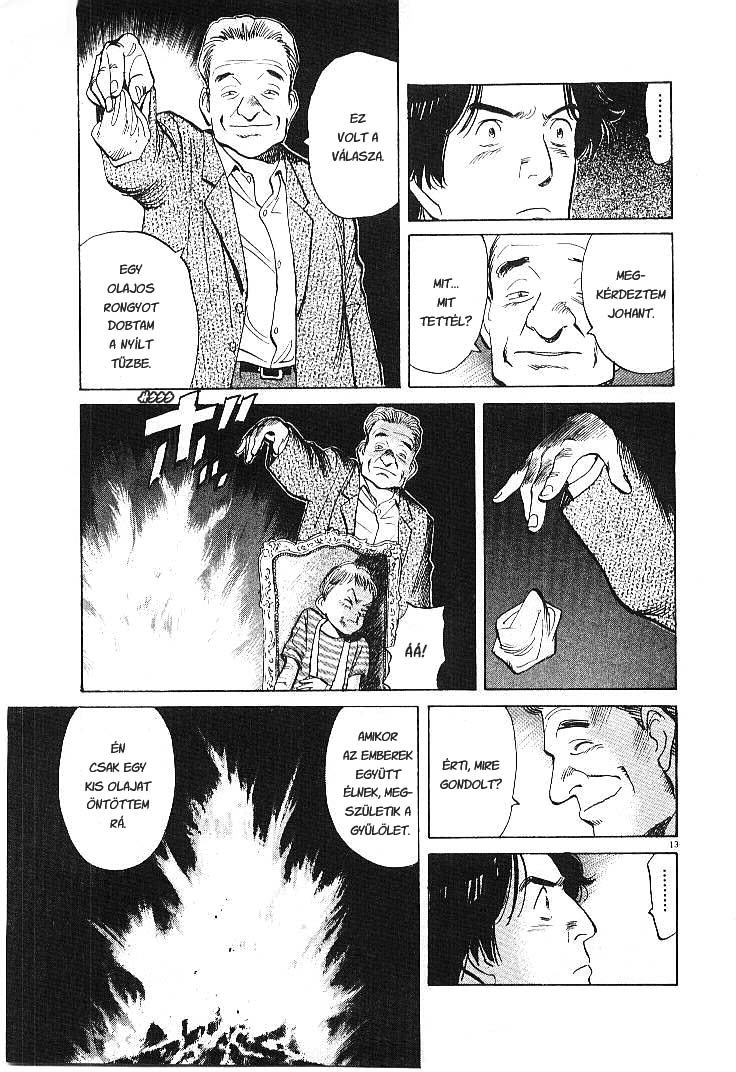 ........
MEG-
KÉRDEZTEM
JOHANT.
MIT...
MIT
TETTÉL?
EZ
VOLT A
VÁLASZA.
EGY
OLAJOS
RONGYOT
DOBTAM
A NYÍLT
TŰZBE.
ÁÁ!
ÉRTI, MIRE
GONDOLT?
13
........
AMIKOR
AZ EMBEREK
EGYÜTT
ÉLNEK, MEG-
SZÜLETIK A
GYŰLÖLET.
ÉN
CSAK EGY
KIS OLAJAT
ÖNTÖTTEM
RÁ.